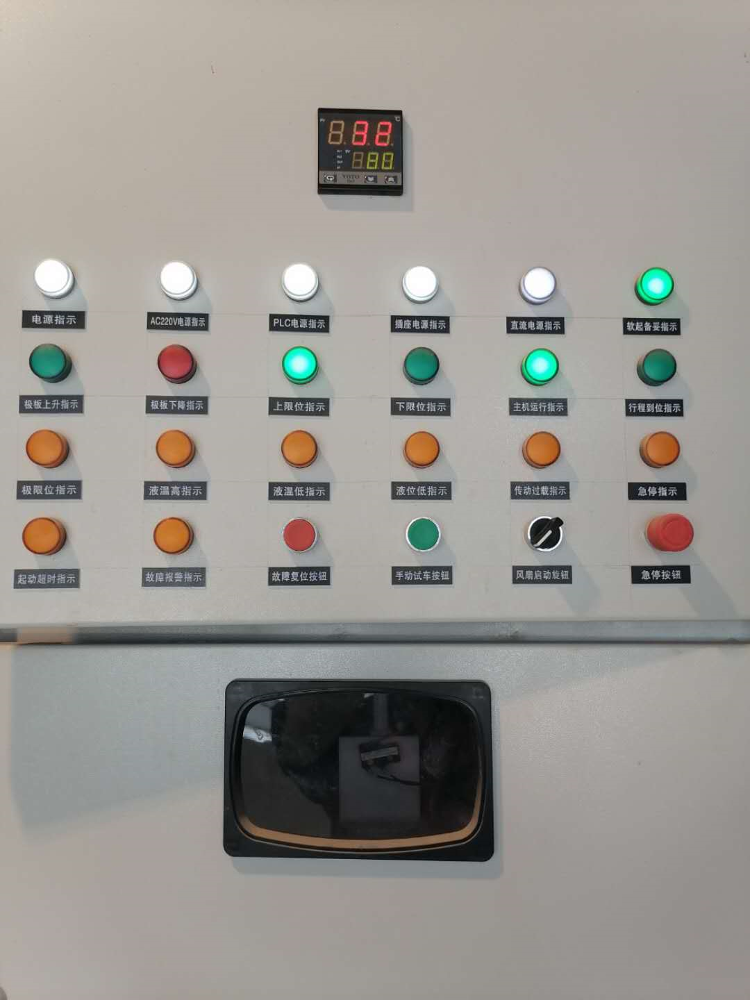 PV
℃
32
SV
80
YOTO
电源指示
AC220V电源指示
PLC电源指示
插座电源指示
直流电源指示
软起备妥指示
极板上升指示
极板下降指示
上限位指示
下限位指示
主机运行指示
行程到位指示
极限位指示
液温高指示
液温低指示
液位低指示
传动过载指示
急停指示
起动超时指示
故障报警指示
故障复位按钮
手动试车按钮
风扇启动旋钮
急停按钮